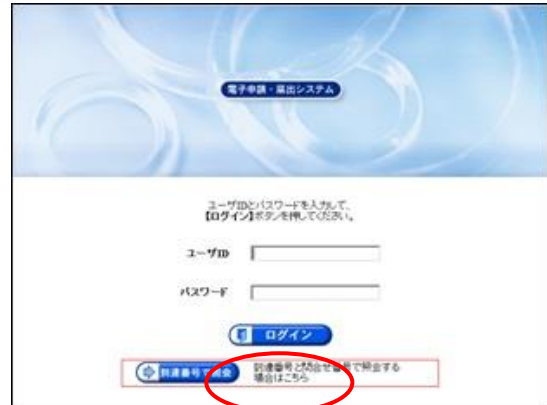 電子申請・届出システム
ユーザIDとパスワードを入力して、
【ログイン】ボタンを押してください。
ユーザID
パスワード
ログイン
到達番号で照会
到達番号と問合せ番号で照会する
場合はこちら